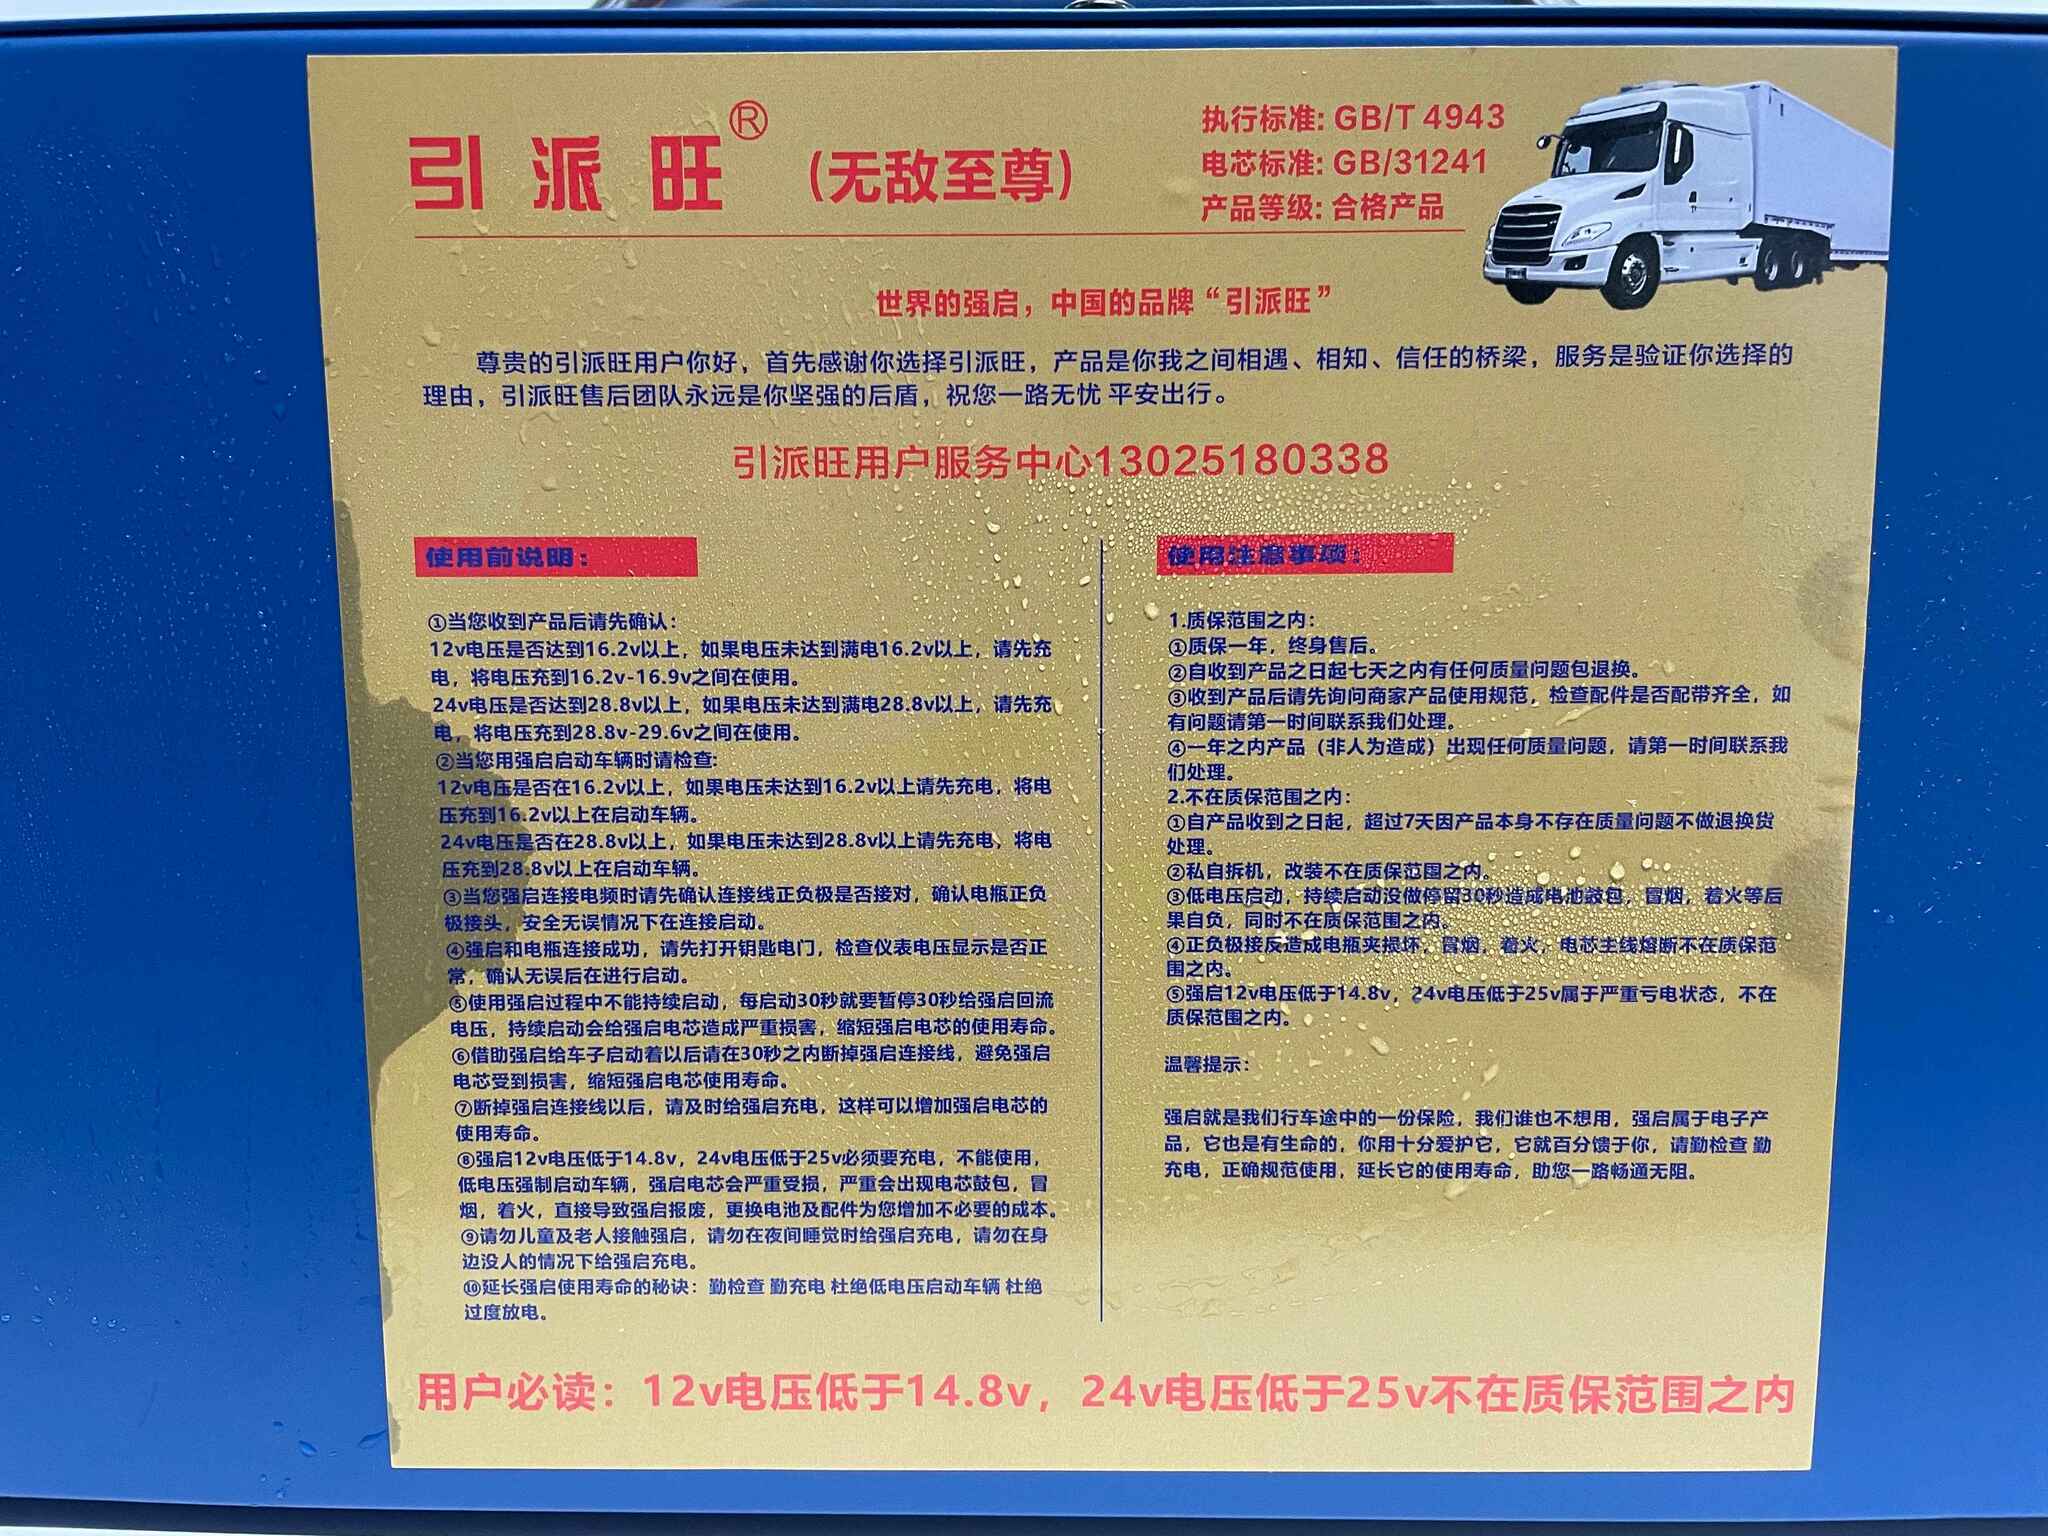 引派旺® (无敌至尊)
执行标准: GB/T 4943
电芯标准: GB/31241
产品等级: 合格产品
世界的强启，中国的品牌“引派旺”
尊贵的引派旺用户你好，首先感谢你选择引派旺，产品是你我之间相遇、相知、信任的桥梁，服务是验证你选择的
理由，引派旺售后团队永远是你坚强的后盾，祝您一路无忧 平安出行。
引派旺用户服务中心13025180338
使用前说明：
①当您收到产品后请先确认：
12v电压是否达到16.2v以上，如果电压未达到满电16.2v以上，请先充
电，将电压充到16.2v-16.9v之间在使用。
24v电压是否达到28.8v以上，如果电压未达到满电28.8v以上，请先充
电，将电压充到28.8v-29.6v之间在使用。
②当您用强启启动车辆时请检查:
12v电压是否在16.2v以上，如果电压未达到16.2v以上请先充电，将电
压充到16.2v以上在启动车辆。
24v电压是否在28.8v以上，如果电压未达到28.8v以上请先充电，将电
压充到28.8v以上在启动车辆。
③当您强启连接电频时请先确认连接线正负极是否接对，确认电瓶正负
极接头，安全无误情况下在连接启动。
④强启和电瓶连接成功，请先打开钥匙电门，检查仪表电压显示是否正
常，确认无误后在进行启动。
⑤使用强启过程中不能持续启动，每启动30秒就要暂停30秒给强启回流
电压，持续启动会给强启电芯造成严重损害，缩短强启电芯的使用寿命。
⑥借助强启给车子启动着以后请在30秒之内断掉强启连接线，避免强启
电芯受到损害，缩短强启电芯使用寿命。
⑦断掉强启连接线以后，请及时给强启充电，这样可以增加强启电芯的
使用寿命。
⑧强启12v电压低于14.8v，24v电压低于25v必须要充电，不能使用，
低电压强制启动车辆，强启电芯会严重受损，严重会出现电芯鼓包，冒
烟，着火，直接导致强启报废，更换电池及配件为您增加不必要的成本。
⑨请勿儿童及老人接触强启，请勿在夜间睡觉时给强启充电，请勿在身
边没人的情况下给强启充电。
⑩延长强启使用寿命的秘诀：勤检查 勤充电 杜绝低电压启动车辆 杜绝
过度放电。
使用注意事项：
1.质保范围之内：
①质保一年，终身售后。
②自收到产品之日起七天之内有任何质量问题包退换。
③收到产品后请先询问商家产品使用规范，检查配件是否配带齐全，如
有问题请第一时间联系我们处理。
④一年之内产品（非人为造成）出现任何质量问题，请第一时间联系我
们处理。
2.不在质保范围之内：
①自产品收到之日起，超过7天因产品本身不存在质量问题不做退换货
处理。
②私自拆机，改装不在质保范围之内。
③低电压启动，持续启动没做停留30秒造成电池鼓包，冒烟，着火等后
果自负，同时不在质保范围之内。
④正负极接反造成电瓶夹损坏，冒烟，着火，电芯主线熔断不在质保范
围之内。
⑤强启12v电压低于14.8v，24v电压低于25v属于严重亏电状态，不在
质保范围之内。
温馨提示：
强启就是我们行车途中的一份保险，我们谁也不想用，强启属于电子产
品，它也是有生命的，你用十分爱护它，它就百分馈于你，请勤检查 勤
充电，正确规范使用，延长它的使用寿命，助您一路畅通无阻。
用户必读：12v电压低于14.8v，24v电压低于25v不在质保范围之内